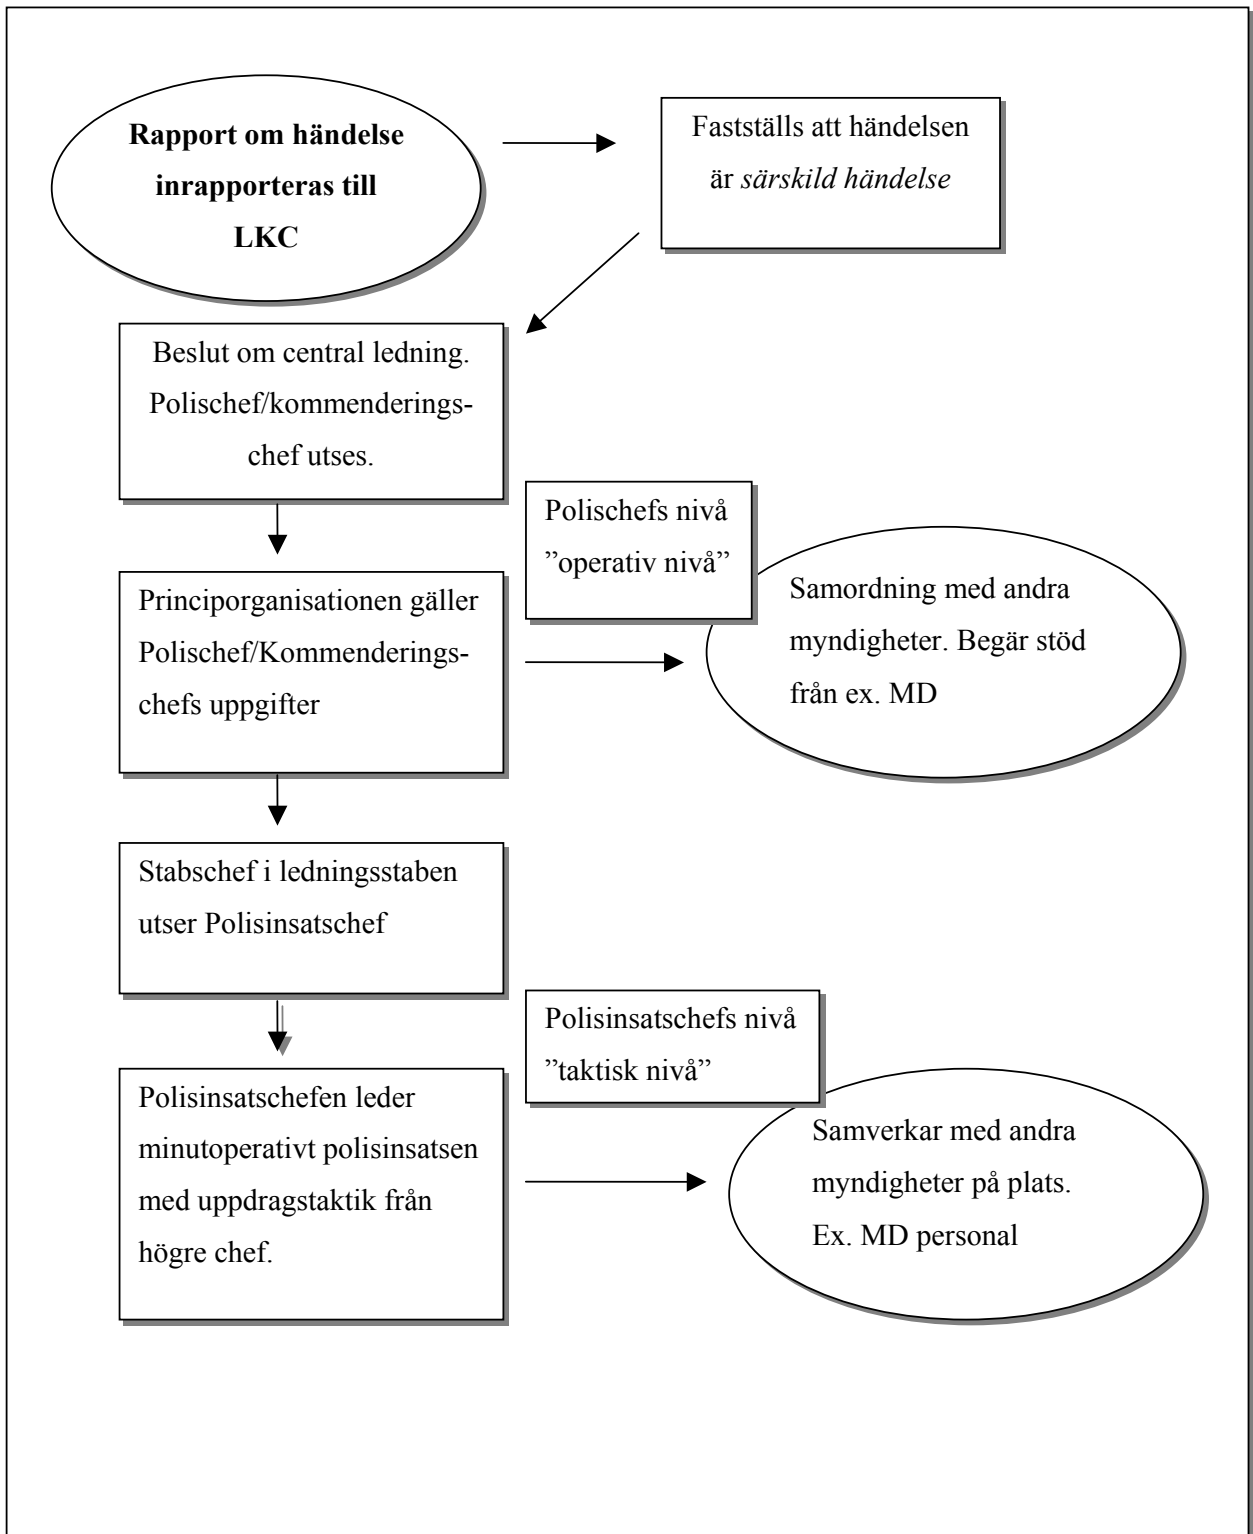 Rapport om händelse
inrapporteras till
LKC
Fastställs att händelsen
är särskild händelse
Beslut om central ledning.
Polischef/kommenderings-
chef utses.
Polischefs nivå
”operativ nivå”
Principorganisationen gäller
Polischef/Kommenderings-
chefs uppgifter
Samordning med andra
myndigheter. Begär stöd
från ex. MD
Stabschef i ledningsstaben
utser Polisinsatschef
Polisinsatschefs nivå
”taktisk nivå”
Polisinsatschefen leder
minutoperativt polisinsatsen
med uppdragstaktik från
högre chef.
Samverkar med andra
myndigheter på plats.
Ex. MD personal